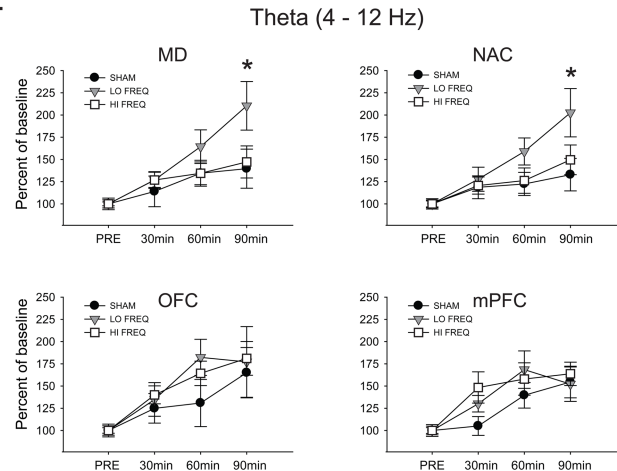 Theta (4 - 12 Hz)
MD
*
SHAM
LO FREQ
HI FREQ
Percent of baseline
250
225
200
175
150
125
100
PRE 30min 60min 90min
NAC
*
SHAM
LO FREQ
HI FREQ
250
225
200
175
150
125
100
PRE 30min 60min 90min
OFC
SHAM
LO FREQ
HI FREQ
Percent of baseline
250
225
200
175
150
125
100
PRE 30min 60min 90min
mPFC
SHAM
LO FREQ
HI FREQ
250
225
200
175
150
125
100
PRE 30min 60min 90min